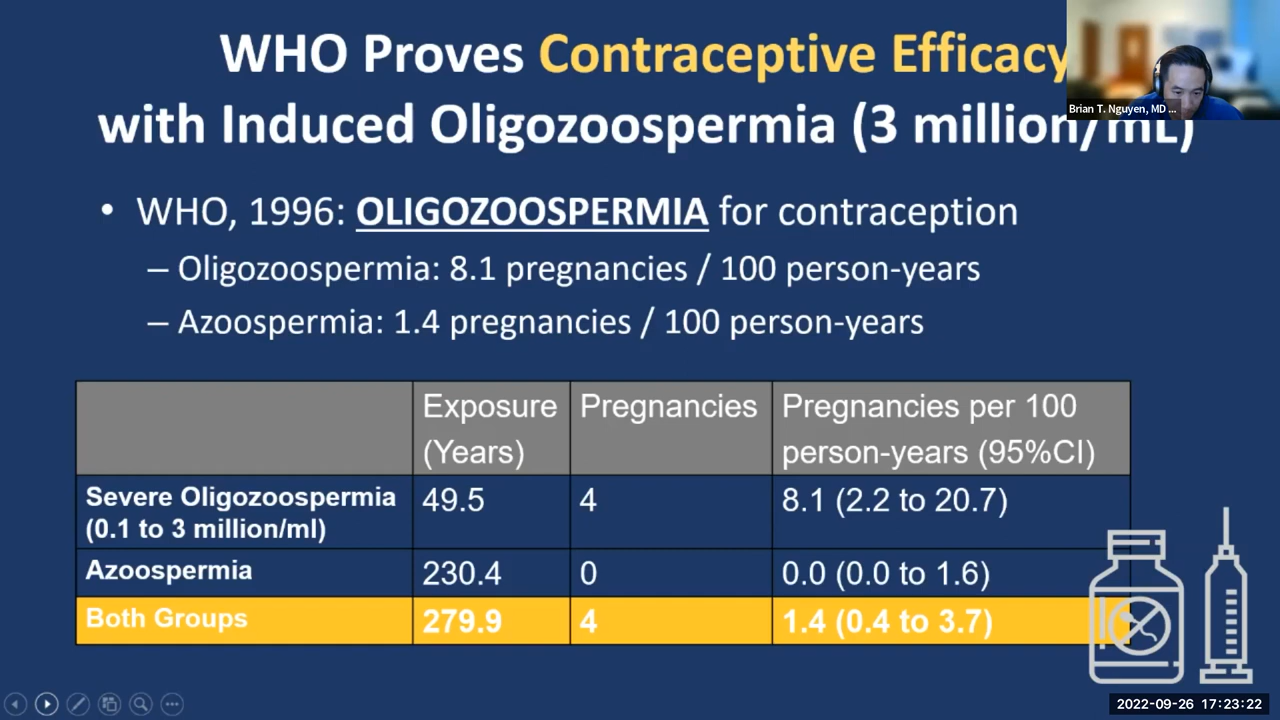 WHO Proves Contraceptive Efficacy
with Induced Oligozoospermia (3 million/mL)
Brian T. Nguyen, MD ...
• WHO, 1996: OLIGOZOOSPERMIA for contraception
– Oligozoospermia: 8.1 pregnancies / 100 person-years
– Azoospermia: 1.4 pregnancies / 100 person-years
Exposure (Years) Pregnancies Pregnancies per 100 person-years (95%CI)
Severe Oligozoospermia (0.1 to 3 million/ml) 49.5 4 8.1 (2.2 to 20.7)
Azoospermia 230.4 0 0.0 (0.0 to 1.6)
Both Groups 279.9 4 1.4 (0.4 to 3.7)
2022-09-26 17:23:22